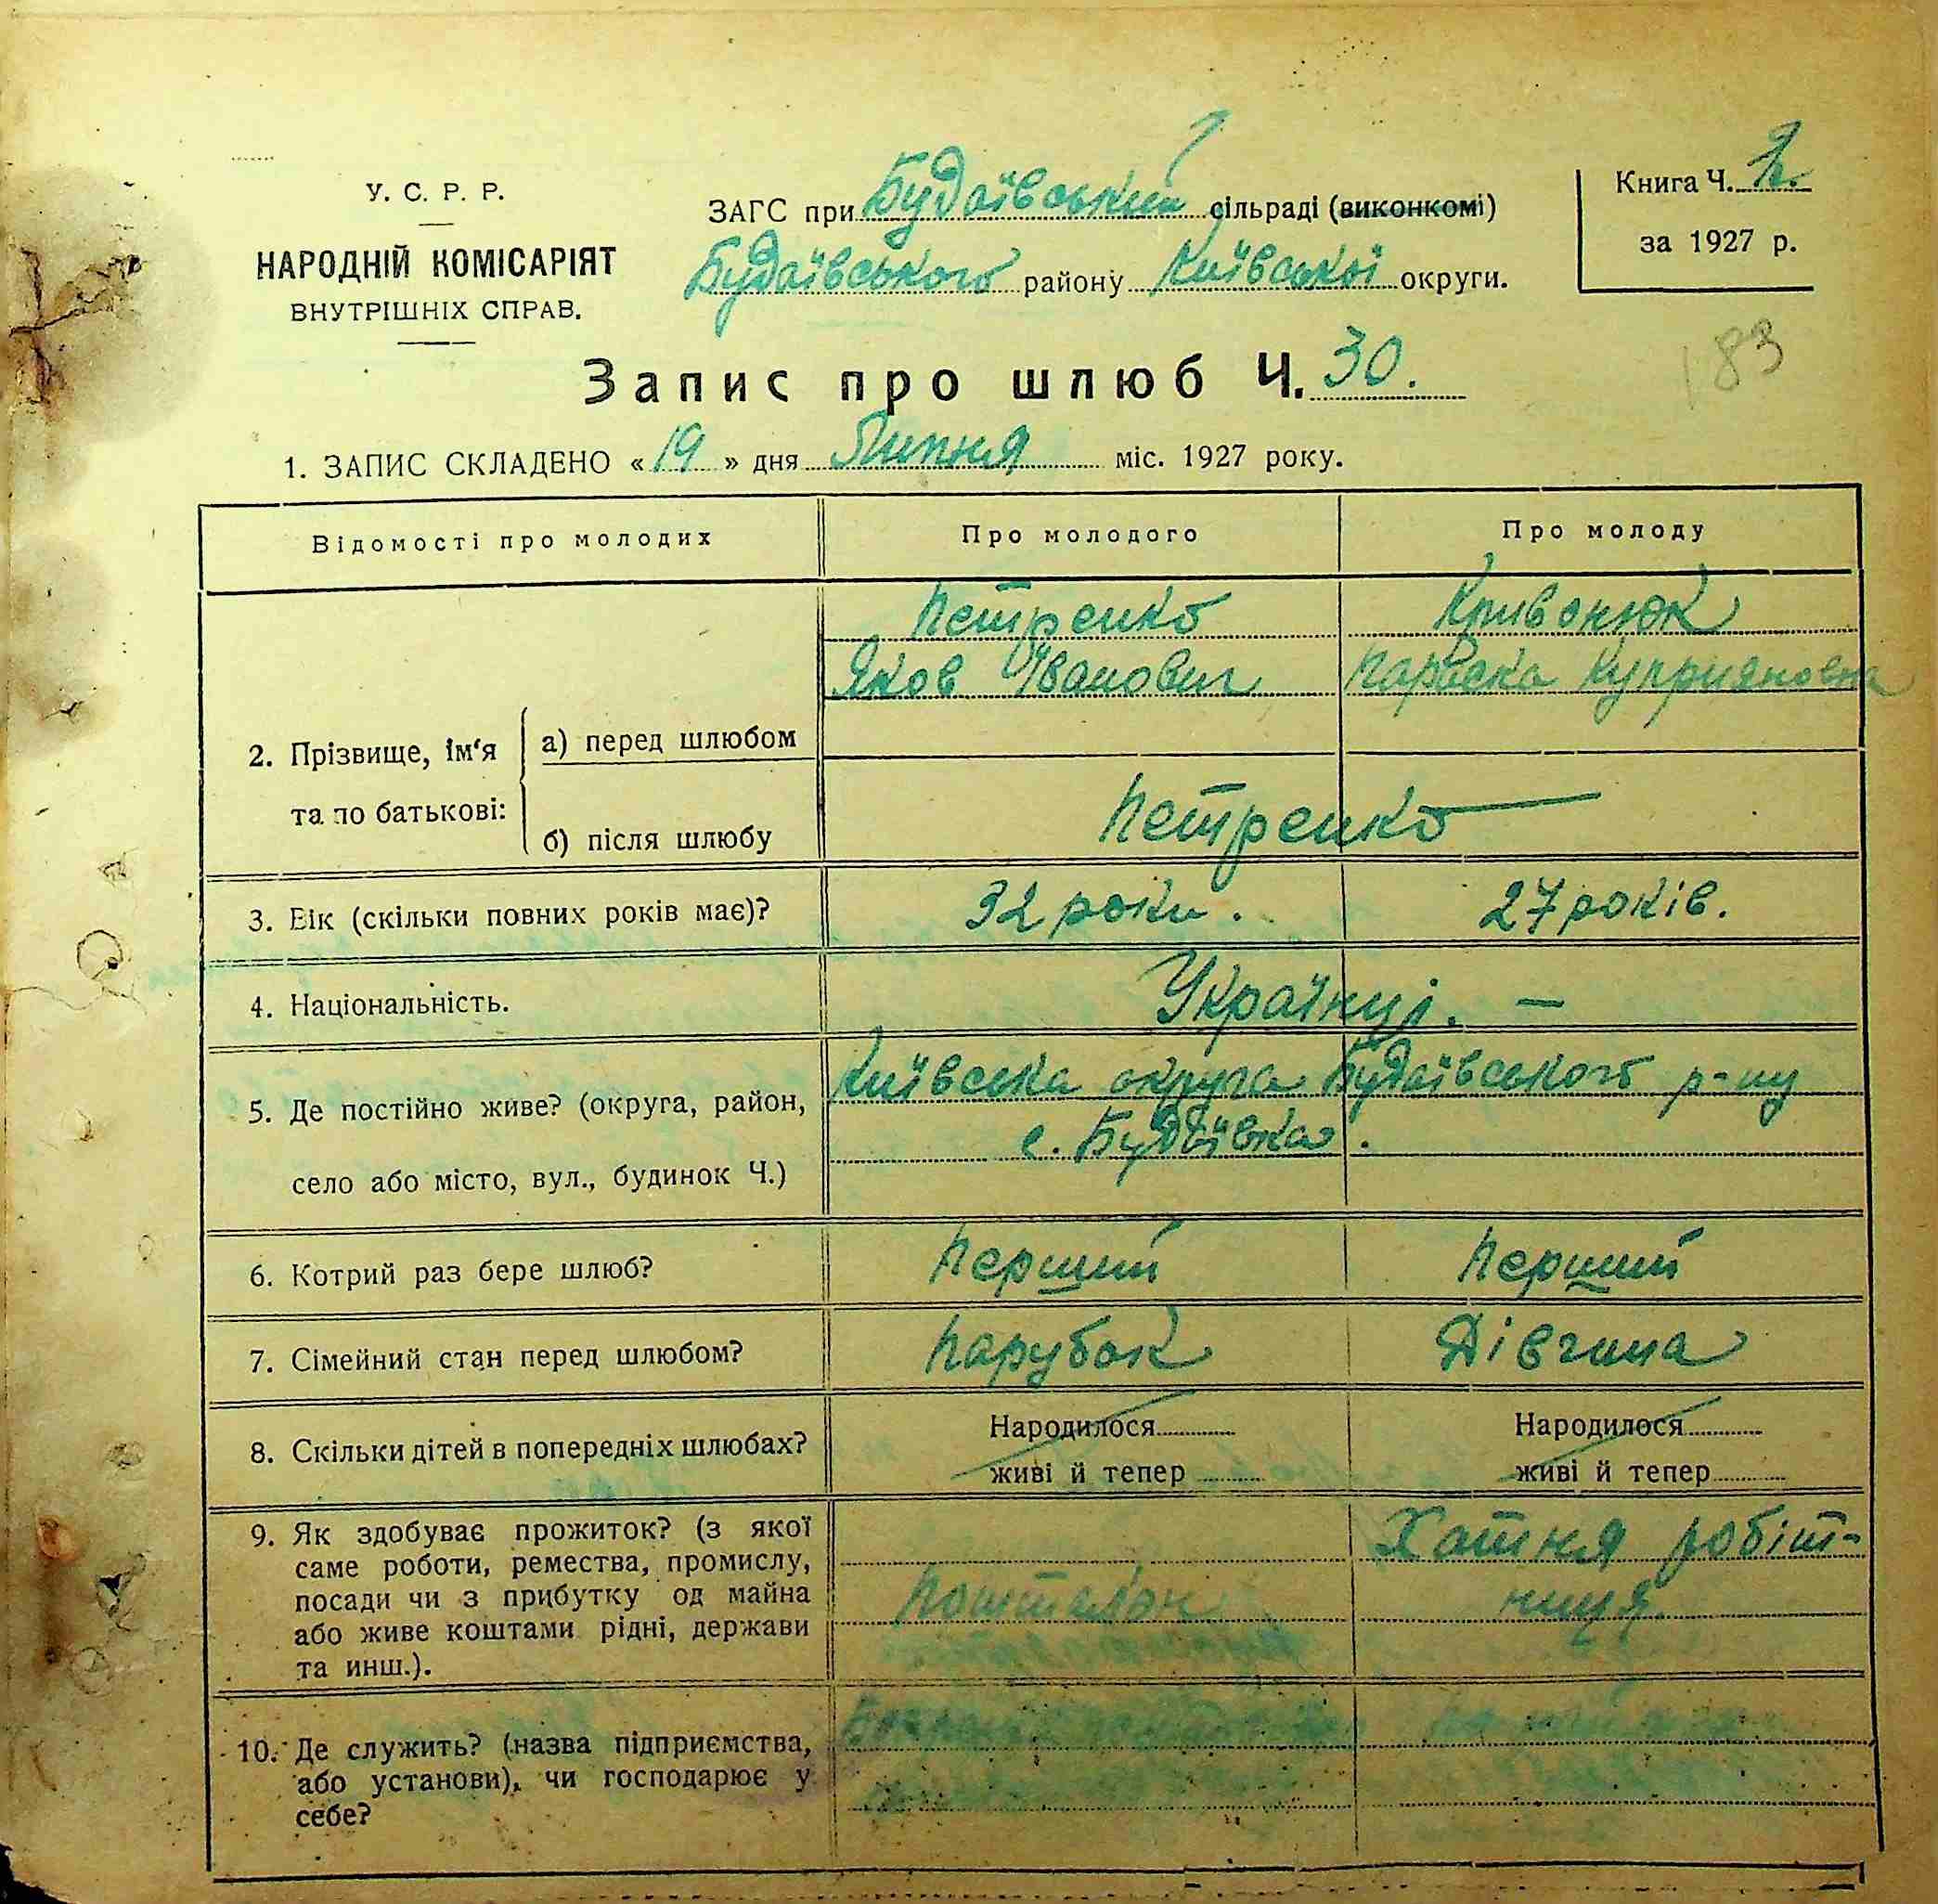 У. С. Р. Р.
НАРОДНІЙ КОМІСАРІЯТ
ВНУТРІШНІХ СПРАВ.
ЗАГС при Будаївський сільраді (виконкомі)
Будаївського району Київської округи.
Книга Ч. 2.
за 1927 р.
183
Запис про шлюб Ч. 30.
1. ЗАПИС СКЛАДЕНО «19» дня Липня міс. 1927 року.
Відомості про молодих
Про молодого
Про молоду
2. Прізвище, ім'я
та по батькові:
а) перед шлюбом
Петренко
Яков Іванович
Кривонюк
Параска Куприяновна
б) після шлюбу
Петренко
3. Вік (скільки повних років має)?
32 роки.
27 років.
4. Національність.
Українці. —
5. Де постійно живе? (округа, район,
село або місто, вул., будинок Ч.)
Київська округа Будаївського р-ну
с. Будаївка.
6. Котрий раз бере шлюб?
Перший
Перший
7. Сімейний стан перед шлюбом?
Парубок
Дівчина
8. Скільки дітей в попередніх шлюбах?
Народилося
живі й тепер
Народилося
живі й тепер
9. Як здобуває прожиток? (з якої
саме роботи, ремества, промислу,
посади чи з прибутку од майна
або живе коштами рідні, держави
та инш.).
Поштальон
Хатня робіт-
ниця.
10. Де служить? (назва підприємства,
або установи), чи господарює у
себе?